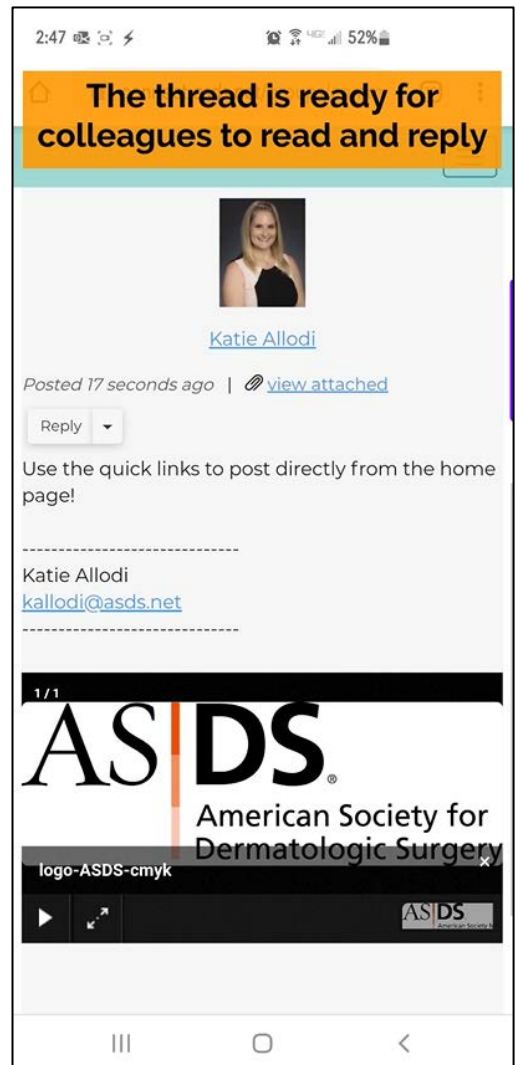 2:47 4GE 52%
The thread is ready for
colleagues to read and reply
Katie Allodi
Posted 17 seconds ago | view attached
Reply
Use the quick links to post directly from the home
page!
------------------------------
Katie Allodi
kallodi@asds.net
------------------------------
1 / 1
AS DS®
American Society for
Dermatologic Surgery
logo-ASDS-cmyk ×
AS DS